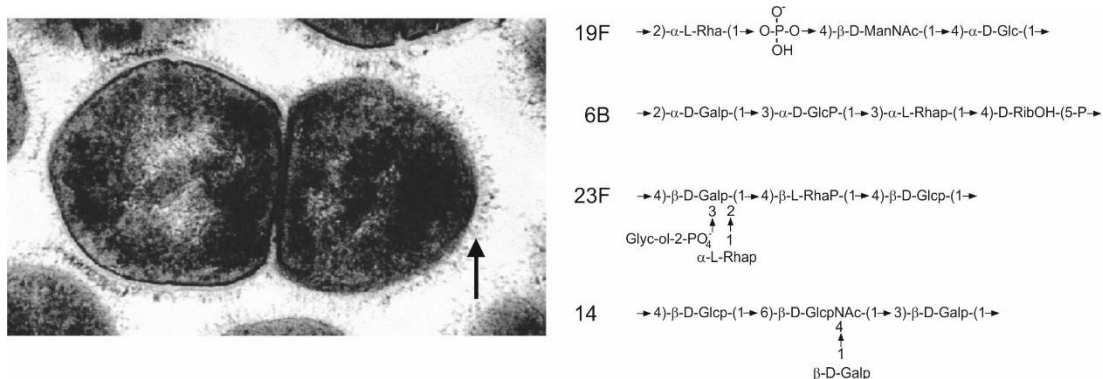 O⁻
19F →2)-α-L-Rha-(1→ O-P-O→4)-β-D-ManNAc-(1→4)-α-D-Glc-(1→
OH
6B →2)-α-D-Galp-(1→3)-α-D-GlcP-(1→3)-α-L-Rhap-(1→4)-D-RibOH-(5-P→
23F →4)-β-D-Galp-(1→4)-β-L-RhaP-(1→4)-β-D-Glcp-(1→
3 2
Glyc-ol-2-PO₄⁻ 1
α-L-Rhap
14 →4)-β-D-Glcp-(1→6)-β-D-GlcpNAc-(1→3)-β-D-Galp-(1→
4
1
β-D-Galp